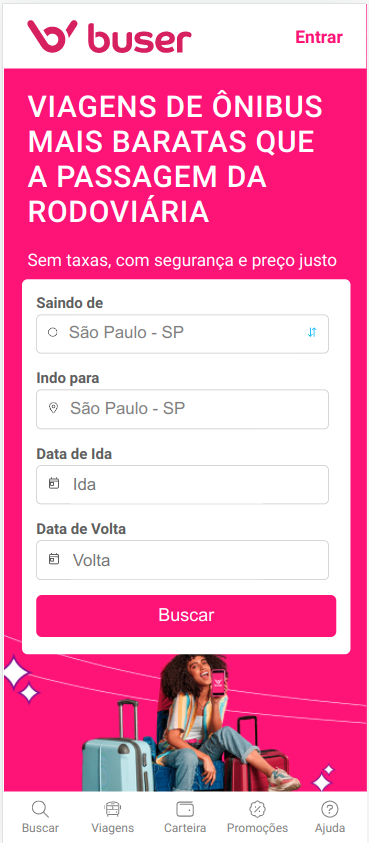 buser
Entrar
VIAGENS DE ÔNIBUS
MAIS BARATAS QUE
A PASSAGEM DA
RODOVIÁRIA
Sem taxas, com segurança e preço justo
Saindo de
São Paulo - SP
Indo para
São Paulo - SP
Data de Ida
Ida
Data de Volta
Volta
Buscar
Buscar
Viagens
Carteira
Promoções
Ajuda